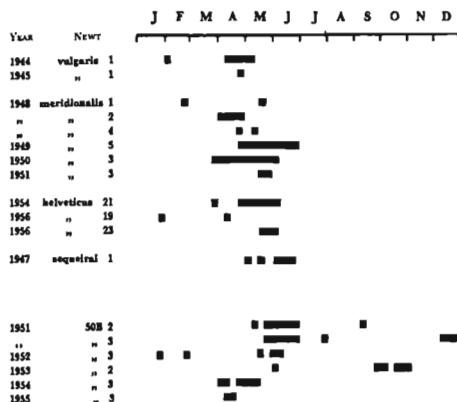 J F M A M J J A S O N D
YEAR NEWT
1944 vulgaris 1
1945 „ 1
1948 meridionalis 1
„ „ 2
„ „ 4
1949 „ 5
1950 „ 3
1951 „ 3
1954 helveticus 21
1956 „ 19
1956 „ 23
1947 sequeirai 1
1951 50B 2
„ „ 3
1952 „ 3
1953 „ 2
1954 „ 3
1955 „ 3